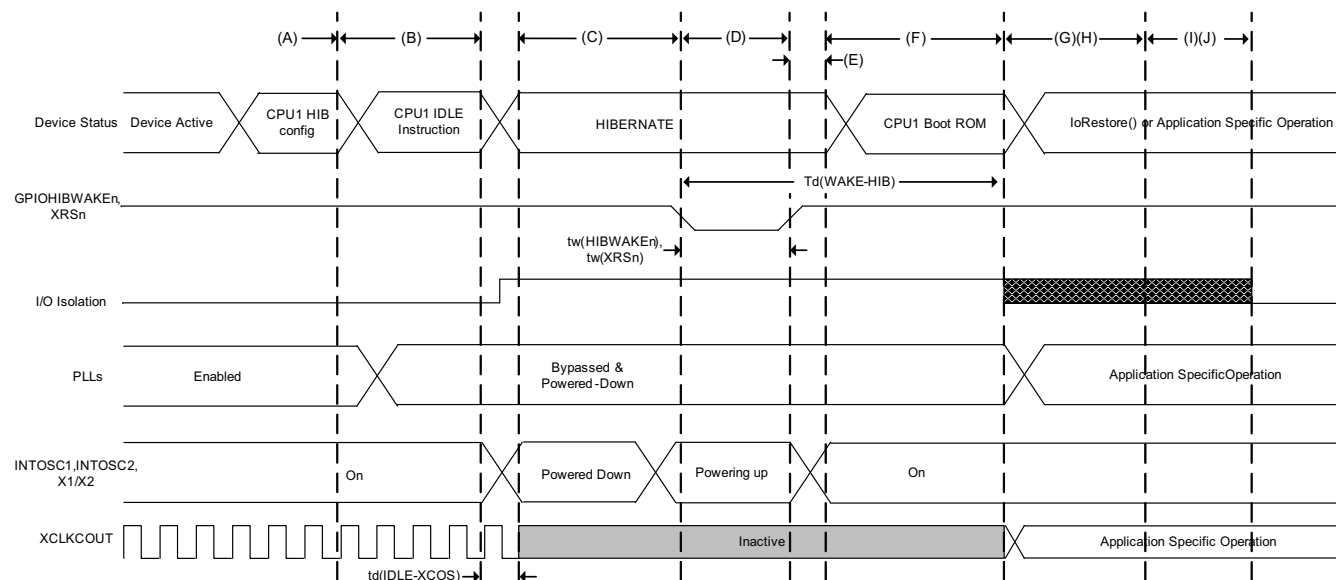 (A)
(B)
(C)
(D)
(E)
(F)
(G)(H)
(I)(J)
Device Status
Device Active
CPU1 HIB
config
CPU1 IDLE
Instruction
HIBERNATE
CPU1 Boot ROM
IoRestore() or Application Specific Operation
Td(WAKE-HIB)
GPIOHIBWAKEn,
XRSn
tw(HIBWAKEn),
tw(XRSn)
I/O Isolation
PLLs
Enabled
Bypassed &
Powered-Down
Application SpecificOperation
INTOSC1,INTOSC2,
X1/X2
On
Powered Down
Powering up
On
XCLKCOUT
Inactive
Application Specific Operation
td(IDLE-XCOS)